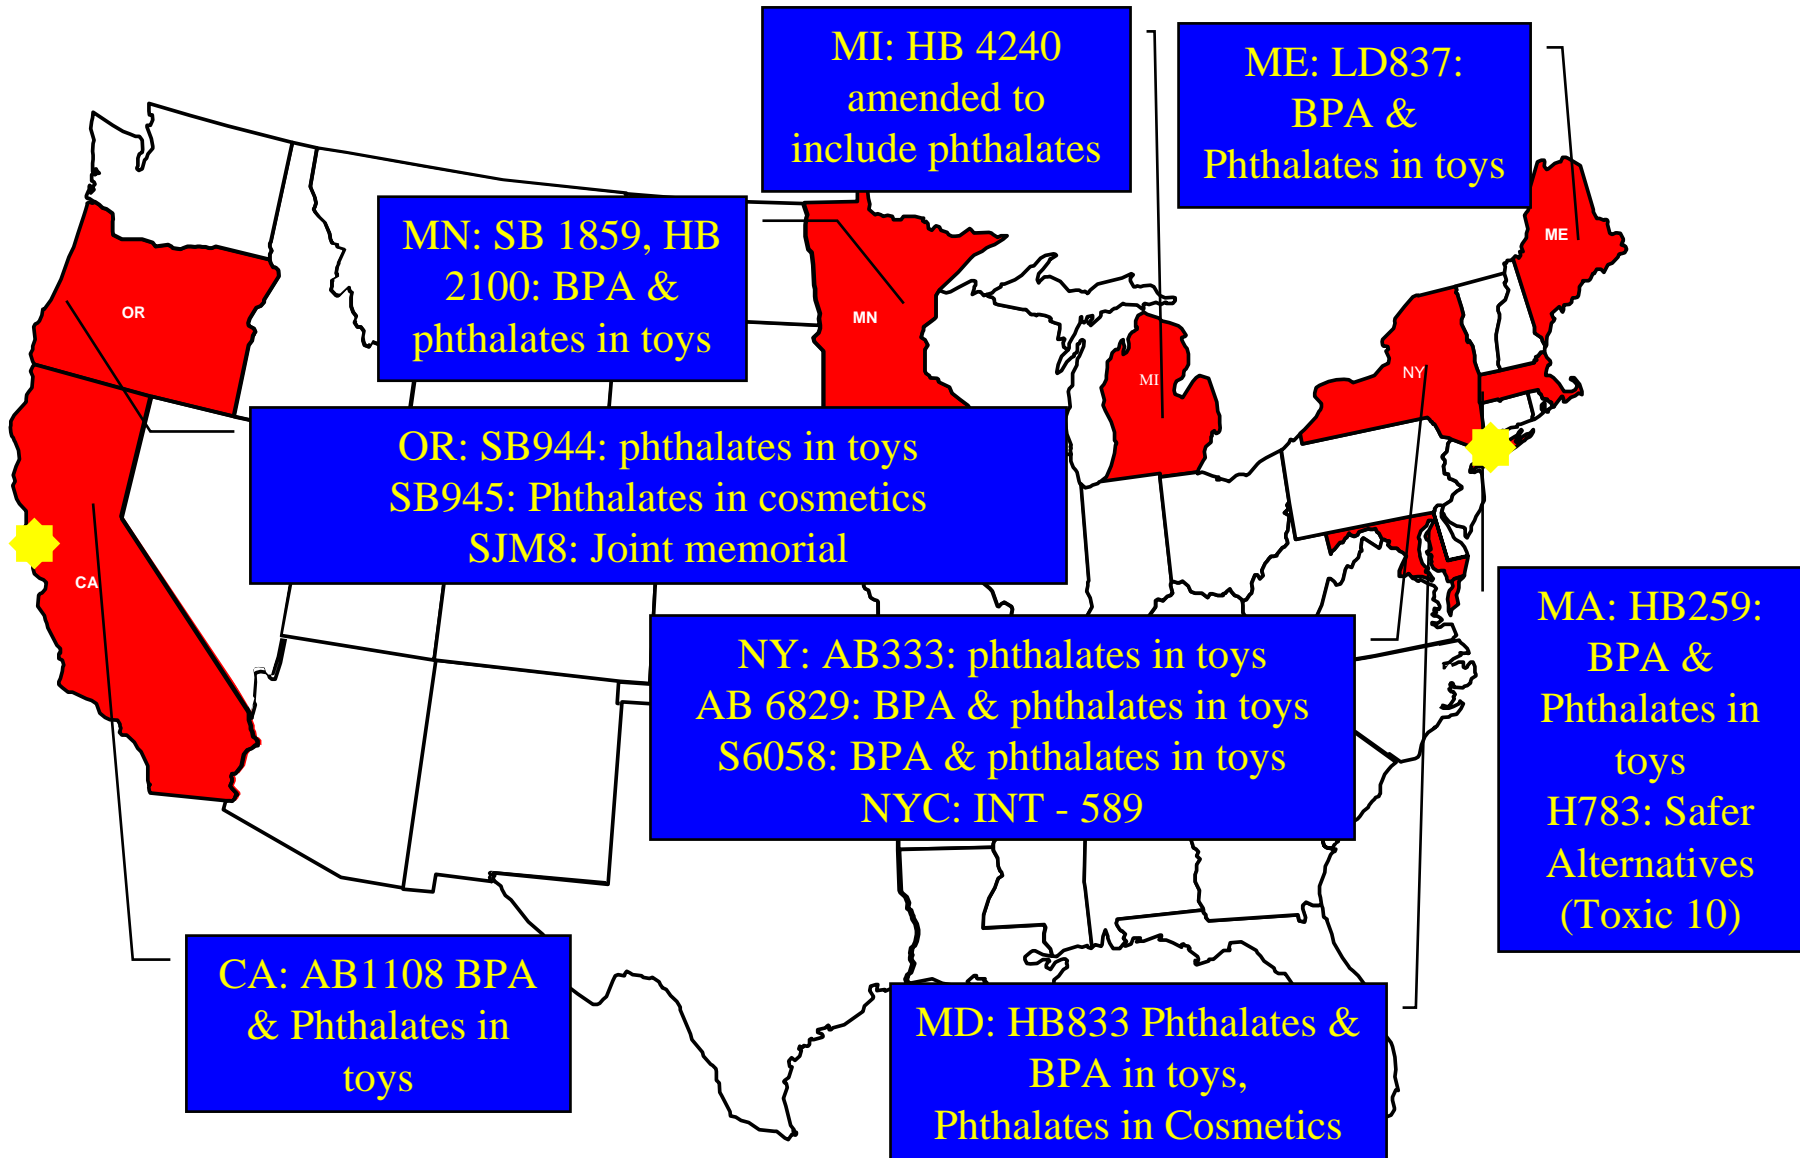 MI: HB 4240
amended to
include phthalates
ME: LD837:
BPA &
Phthalates in toys
MN: SB 1859, HB
2100: BPA &
phthalates in toys
ME
OR
MN
MI
NY
OR: SB944: phthalates in toys
SB945: Phthalates in cosmetics
SJM8: Joint memorial
CA
MA: HB259:
BPA &
Phthalates in
toys
H783: Safer
Alternatives
(Toxic 10)
NY: AB333: phthalates in toys
AB 6829: BPA & phthalates in toys
S6058: BPA & phthalates in toys
NYC: INT - 589
CA: AB1108 BPA
& Phthalates in
toys
MD: HB833 Phthalates &
BPA in toys,
Phthalates in Cosmetics